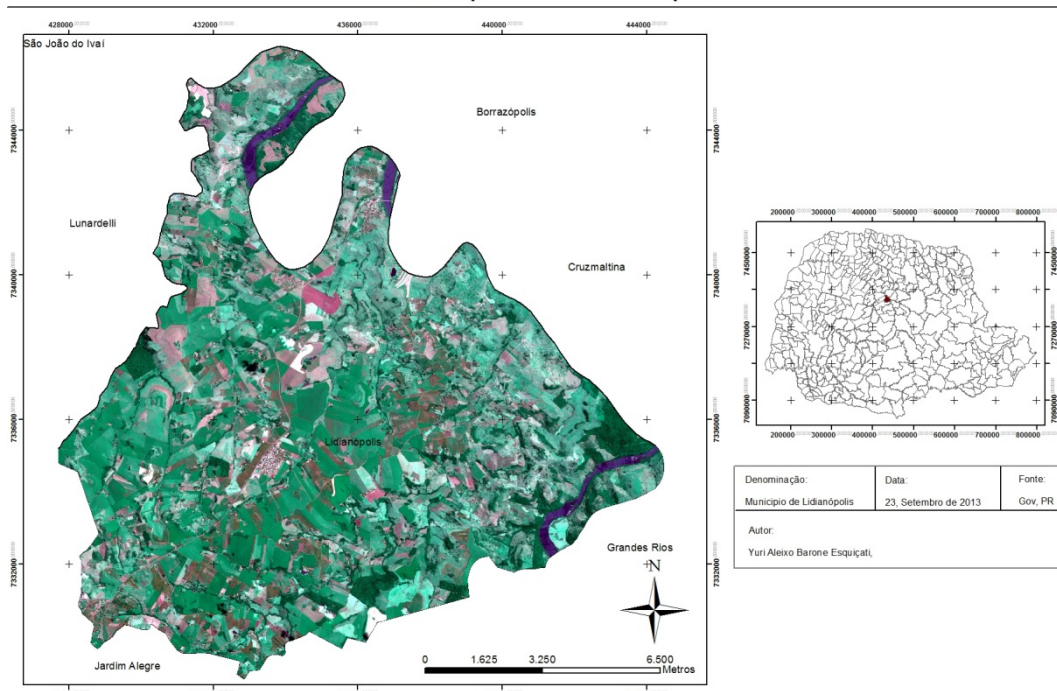 428000 432000 436000 440000 444000
São João do Ivaí
Borrazópolis
7344000 7344000
Lunardelli
Cruzmaltina
7340000 7340000
7336000 7336000
Lidianópolis
Grandes Rios
7332000 7332000
N
0 1.625 3.250 6.500
Metros
Jardim Alegre
200000 300000 400000 500000 600000 700000 800000
7450000 7450000
7270000 7270000
7090000 7090000
200000 300000 400000 500000 600000 700000 800000
Denominação: Data: Fonte:
Municipio de Lidianópolis 23, Setembro de 2013 Gov, PR
Autor:
Yuri Aleixo Barone Esquiçati,